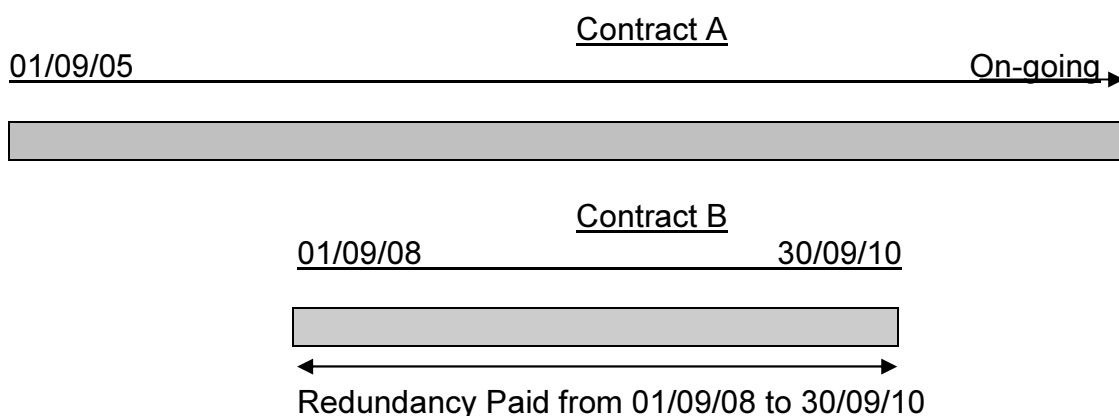 Contract A
01/09/05 On-going
Contract B
01/09/08 30/09/10
Redundancy Paid from 01/09/08 to 30/09/10